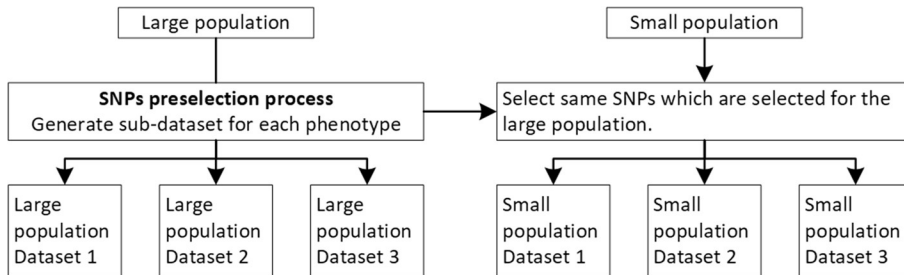 Large population
Small population
SNPs preselection process
Generate sub-dataset for each phenotype
Select same SNPs which are selected for the
large population.
Large
population
Dataset 1
Large
population
Dataset 2
Large
population
Dataset 3
Small
population
Dataset 1
Small
population
Dataset 2
Small
population
Dataset 3